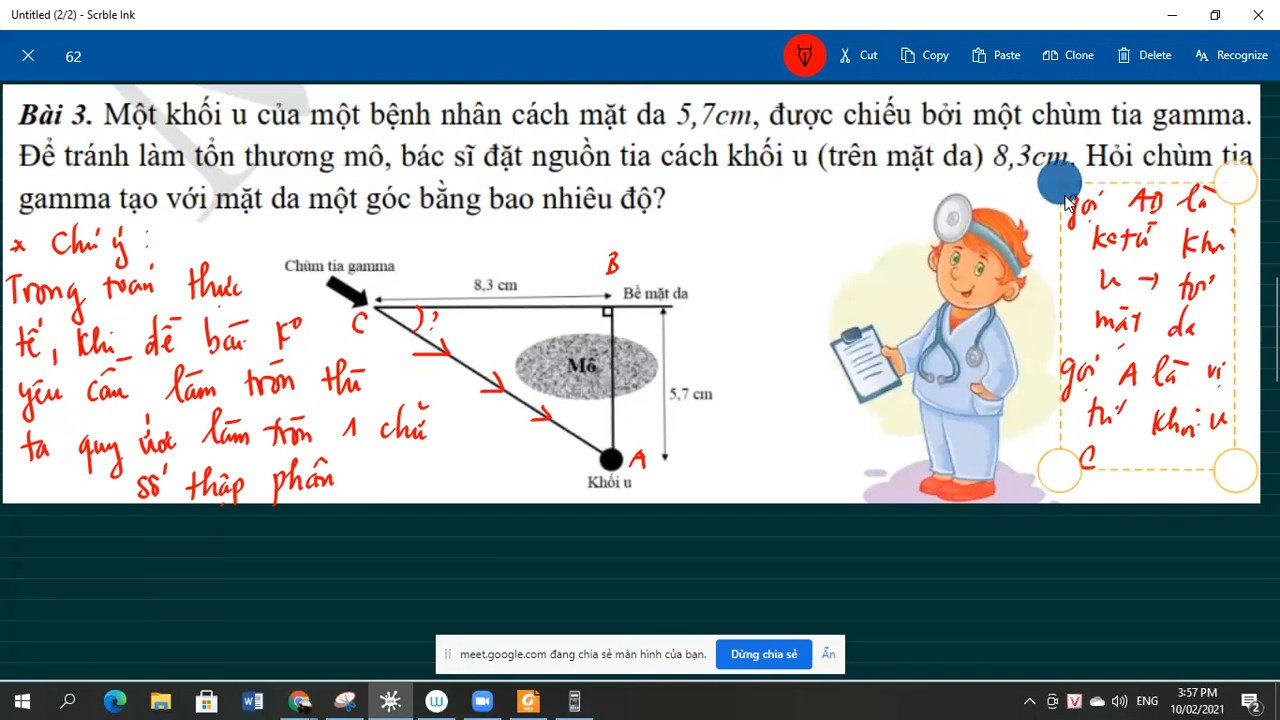 Untitled (2/2) - Scrble Ink
62
Cut
Copy
Paste
Clone
Delete
Recognize
Bài 3. Một khối u của một bệnh nhân cách mặt da 5,7cm, được chiếu bởi một chùm tia gamma.
Để tránh làm tổn thương mô, bác sĩ đặt nguồn tia cách khối u (trên mặt da) 8,3cm. Hỏi chùm tia
gamma tạo với mặt da một góc bằng bao nhiêu độ?
* Chú ý :
Trong toán thực
tế, khi đề bài K⁰
yêu cầu làm tròn thì
ta quy ước làm tròn 1 chữ
số thập phân
Chùm tia gamma
8,3 cm
B
Bề mặt da
C
?
Mô
5,7 cm
A
Khối u
gọi AB là
kc từ khối
u → tới
mặt da
gọi A là vị
trí khối u
C
meet.google.com đang chia sẻ màn hình của bạn.
Dừng chia sẻ
Ẩn
ENG
3:57 PM
10/02/2021
2